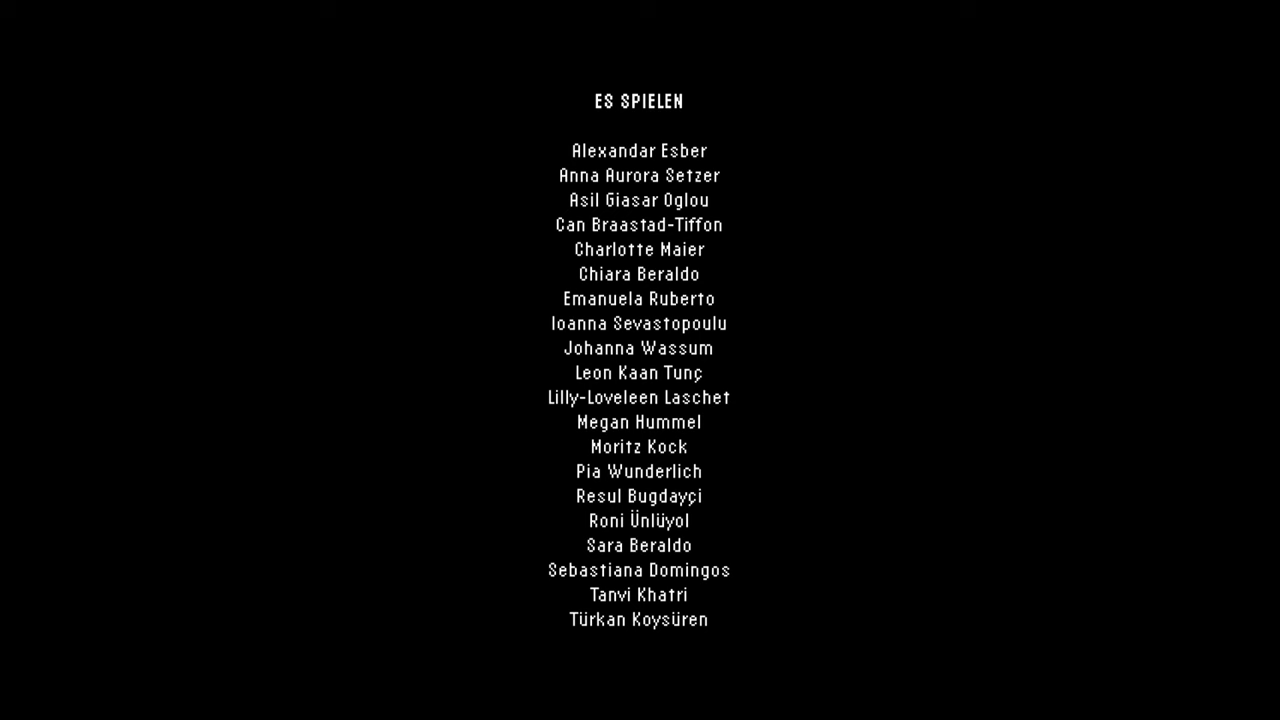 ES SPIELEN
Alexandar Esber
Anna Aurora Setzer
Asil Giasar Oglou
Can Braastad-Tiffon
Charlotte Maier
Chiara Beraldo
Emanuela Ruberto
Ioanna Sevastopoulu
Johanna Wassum
Leon Kaan Tunç
Lilly-Loveleen Laschet
Megan Hummel
Moritz Kock
Pia Wunderlich
Resul Bugdayçi
Roni Ünlüyol
Sara Beraldo
Sebastiana Domingos
Tanvi Khatri
Türkan Koysüren